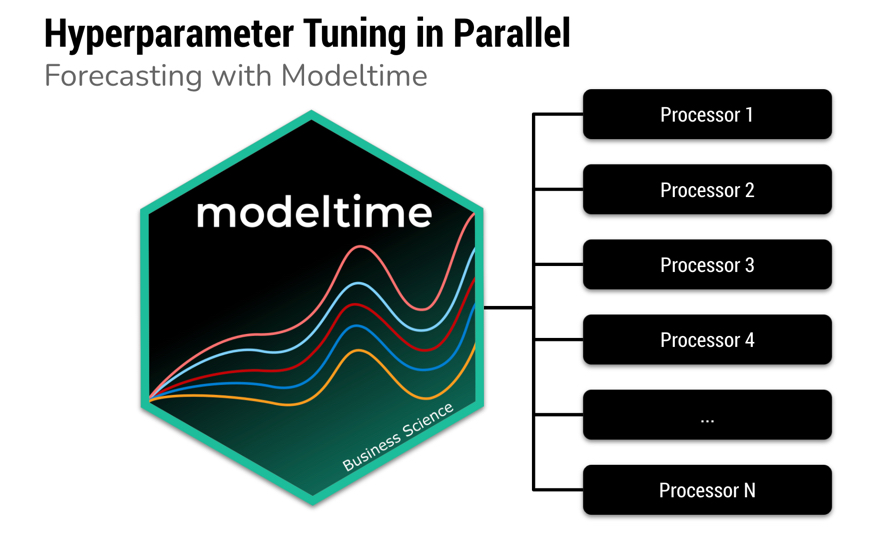 Hyperparameter Tuning in Parallel
Forecasting with Modeltime
modeltime
Business Science
Processor 1
Processor 2
Processor 3
Processor 4
...
Processor N